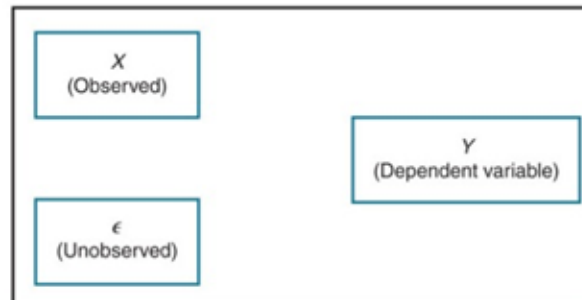 X
(Observed)
Y
(Dependent variable)
ϵ
(Unobserved)